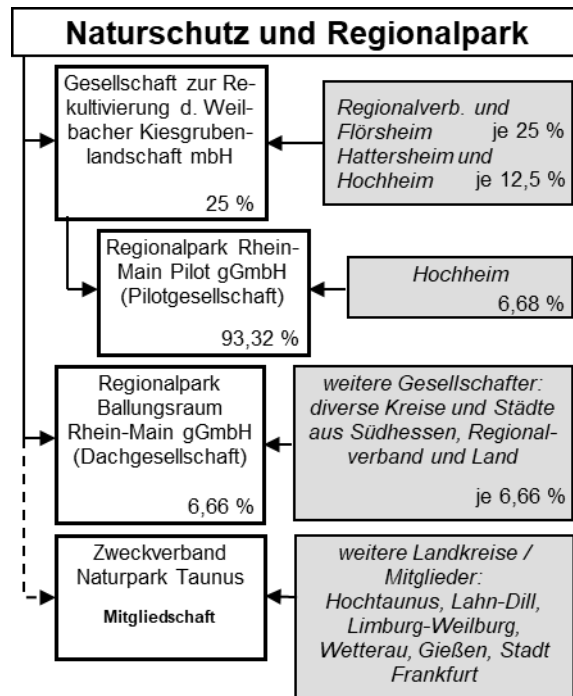 Naturschutz und Regionalpark
Gesellschaft zur Re-
kultivierung d. Weil-
bacher Kiesgruben-
landschaft mbH
25 %
Regionalverb. und
Flörsheim je 25 %
Hattersheim und
Hochheim je 12,5 %
Regionalpark Rhein-
Main Pilot gGmbH
(Pilotgesellschaft)
93,32 %
Hochheim
6,68 %
Regionalpark
Ballungsraum
Rhein-Main gGmbH
(Dachgesellschaft)
6,66 %
weitere Gesellschafter:
diverse Kreise und Städte
aus Südhessen, Regional-
verband und Land
je 6,66 %
Zweckverband
Naturpark Taunus
Mitgliedschaft
weitere Landkreise /
Mitglieder:
Hochtaunus, Lahn-Dill,
Limburg-Weilburg,
Wetterau, Gießen, Stadt
Frankfurt